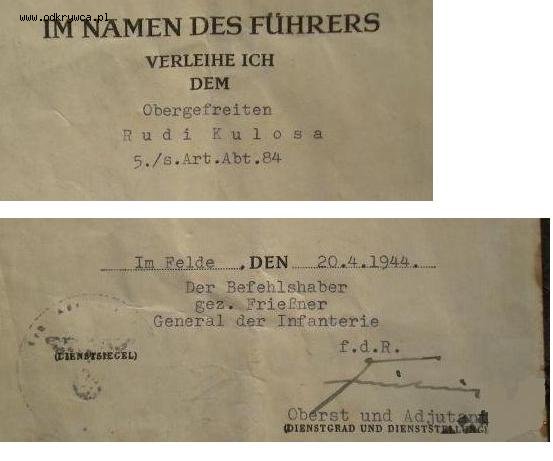 www.odkrywca.pl
IM NAMEN DES FÜHRERS
VERLEIHE ICH
DEM
Obergefreiten
Rudi Kulosa
5./s.Art.Abt.84
Im Felde, DEN 20.4.1944.
Der Befehlshaber
gez. Frießner
General der Infanterie
f.d.R.
(DIENSTSIEGEL)
Oberst und Adjutant
(DIENSTGRAD UND DIENSTSTELLUNG)